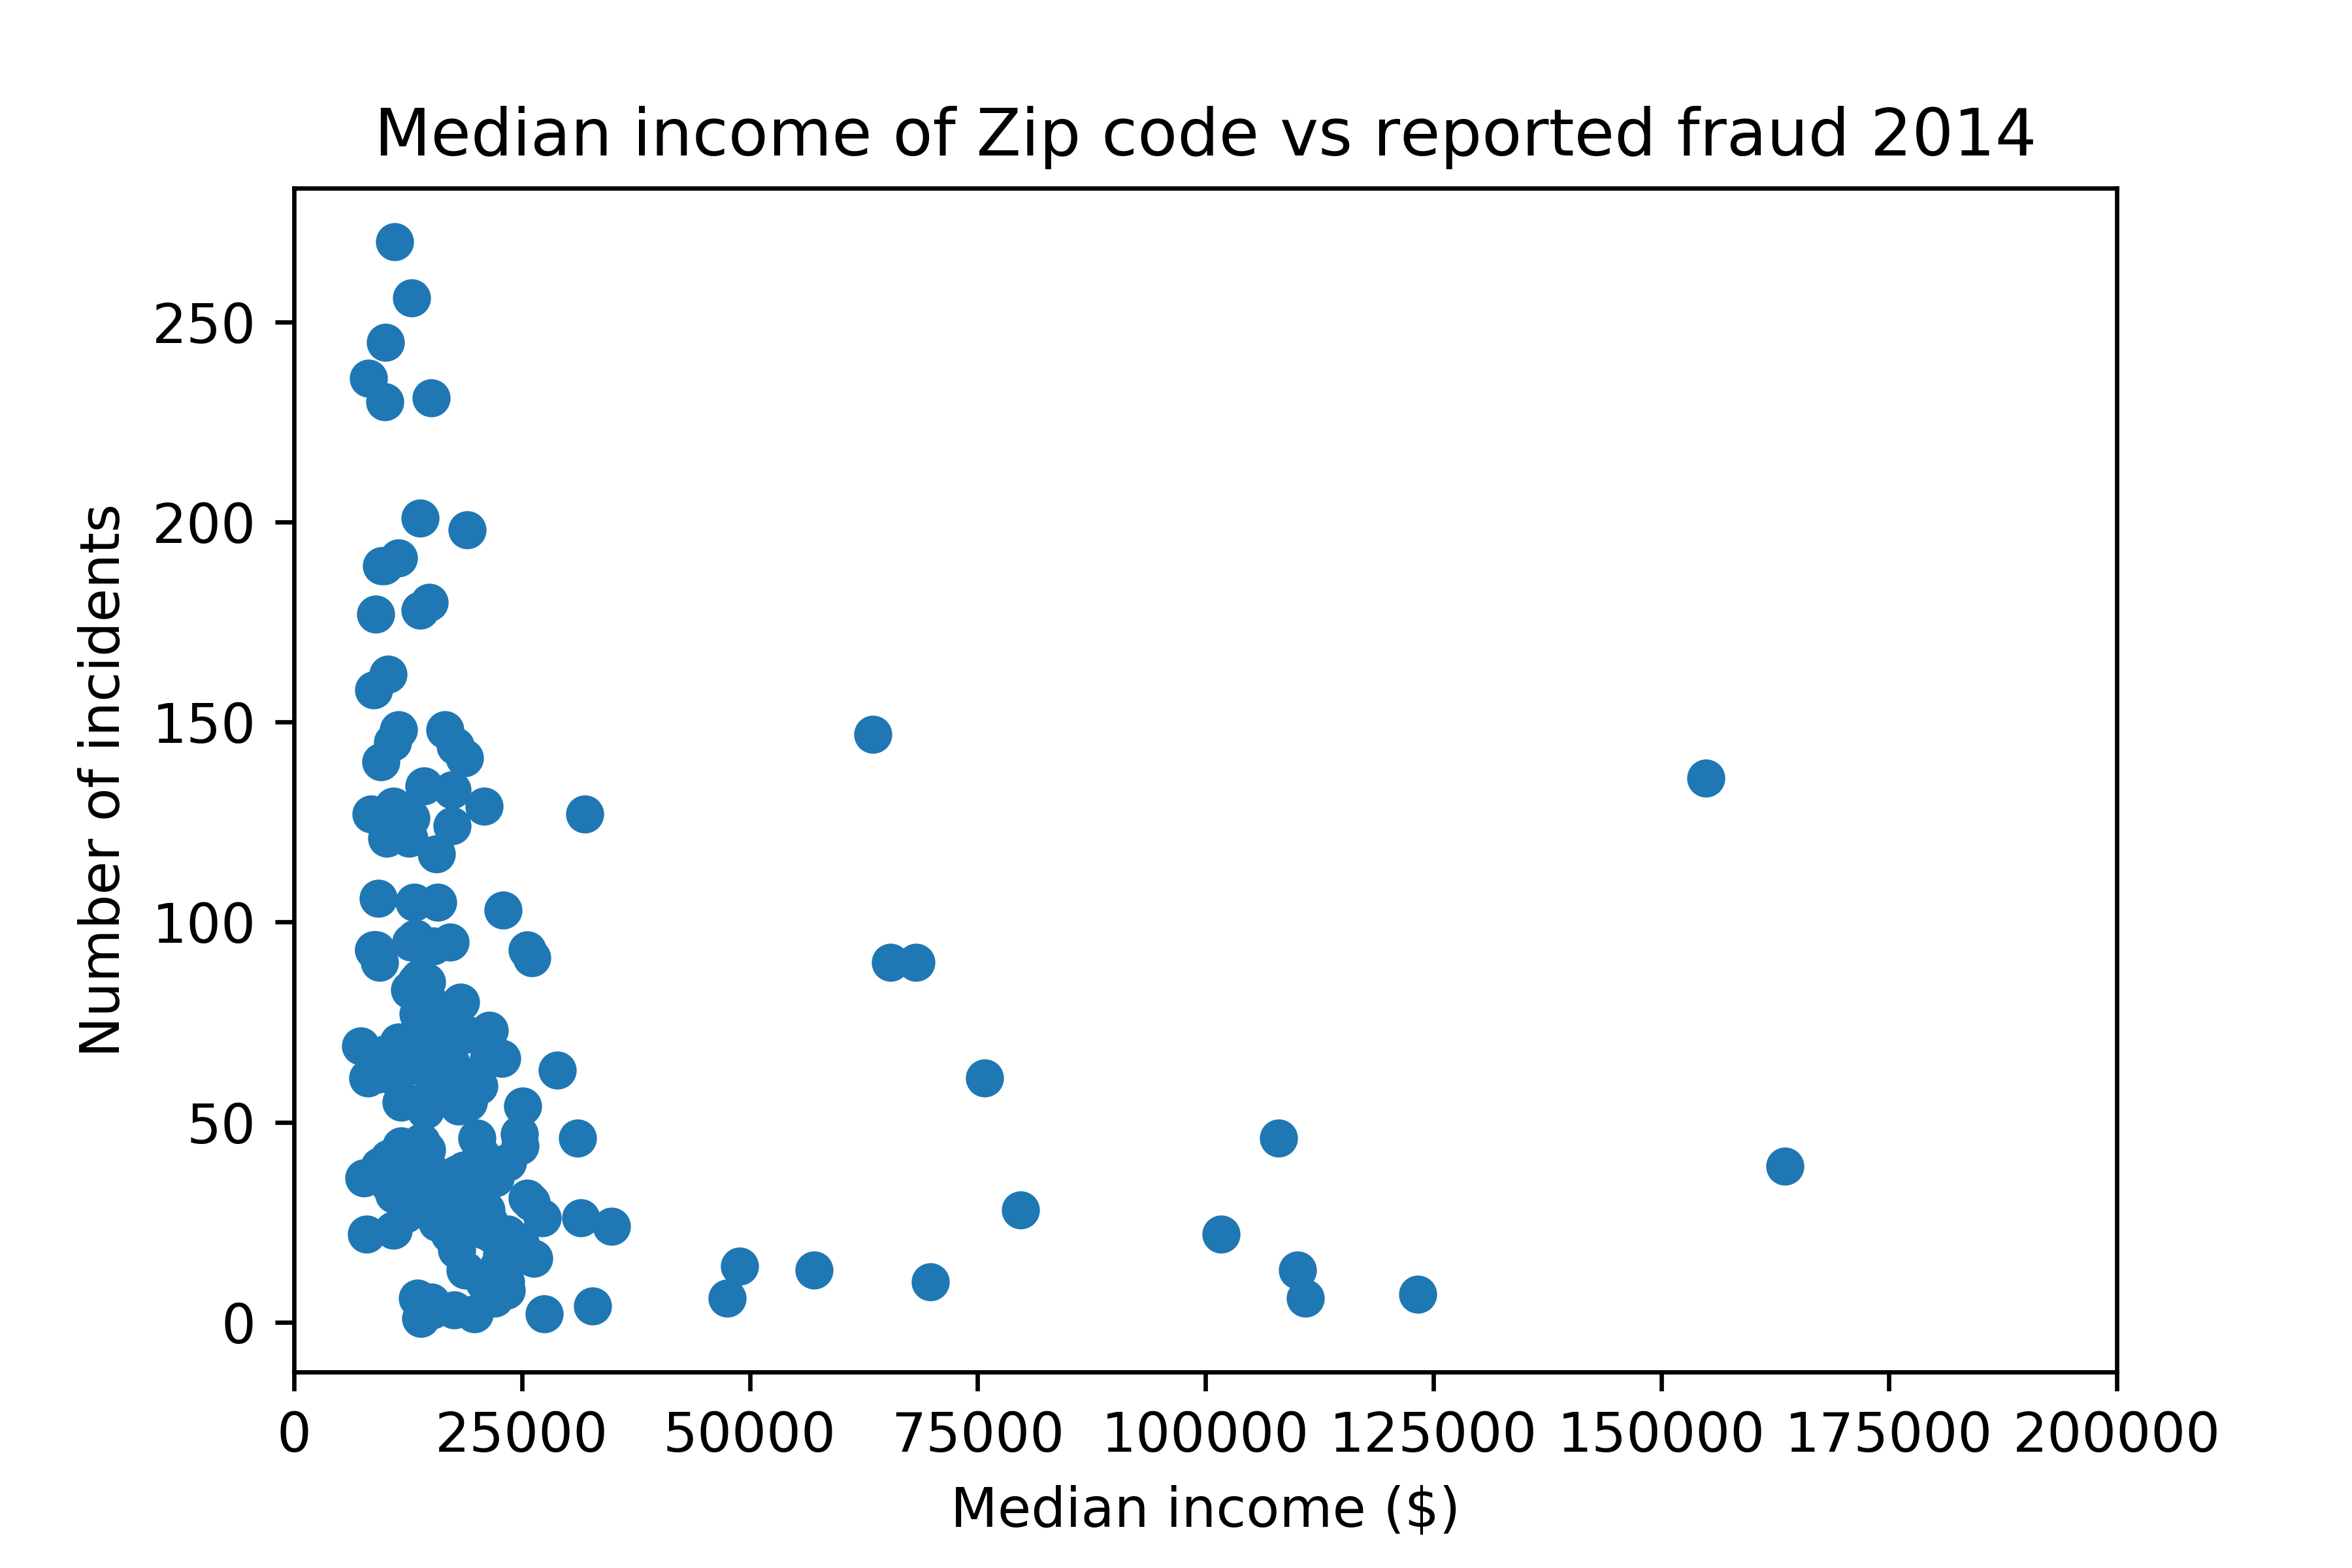 Median income of Zip code vs reported fraud 2014
Number of incidents
250
200
150
100
50
0
0 25000 50000 75000 100000 125000 150000 175000 200000
Median income ($)